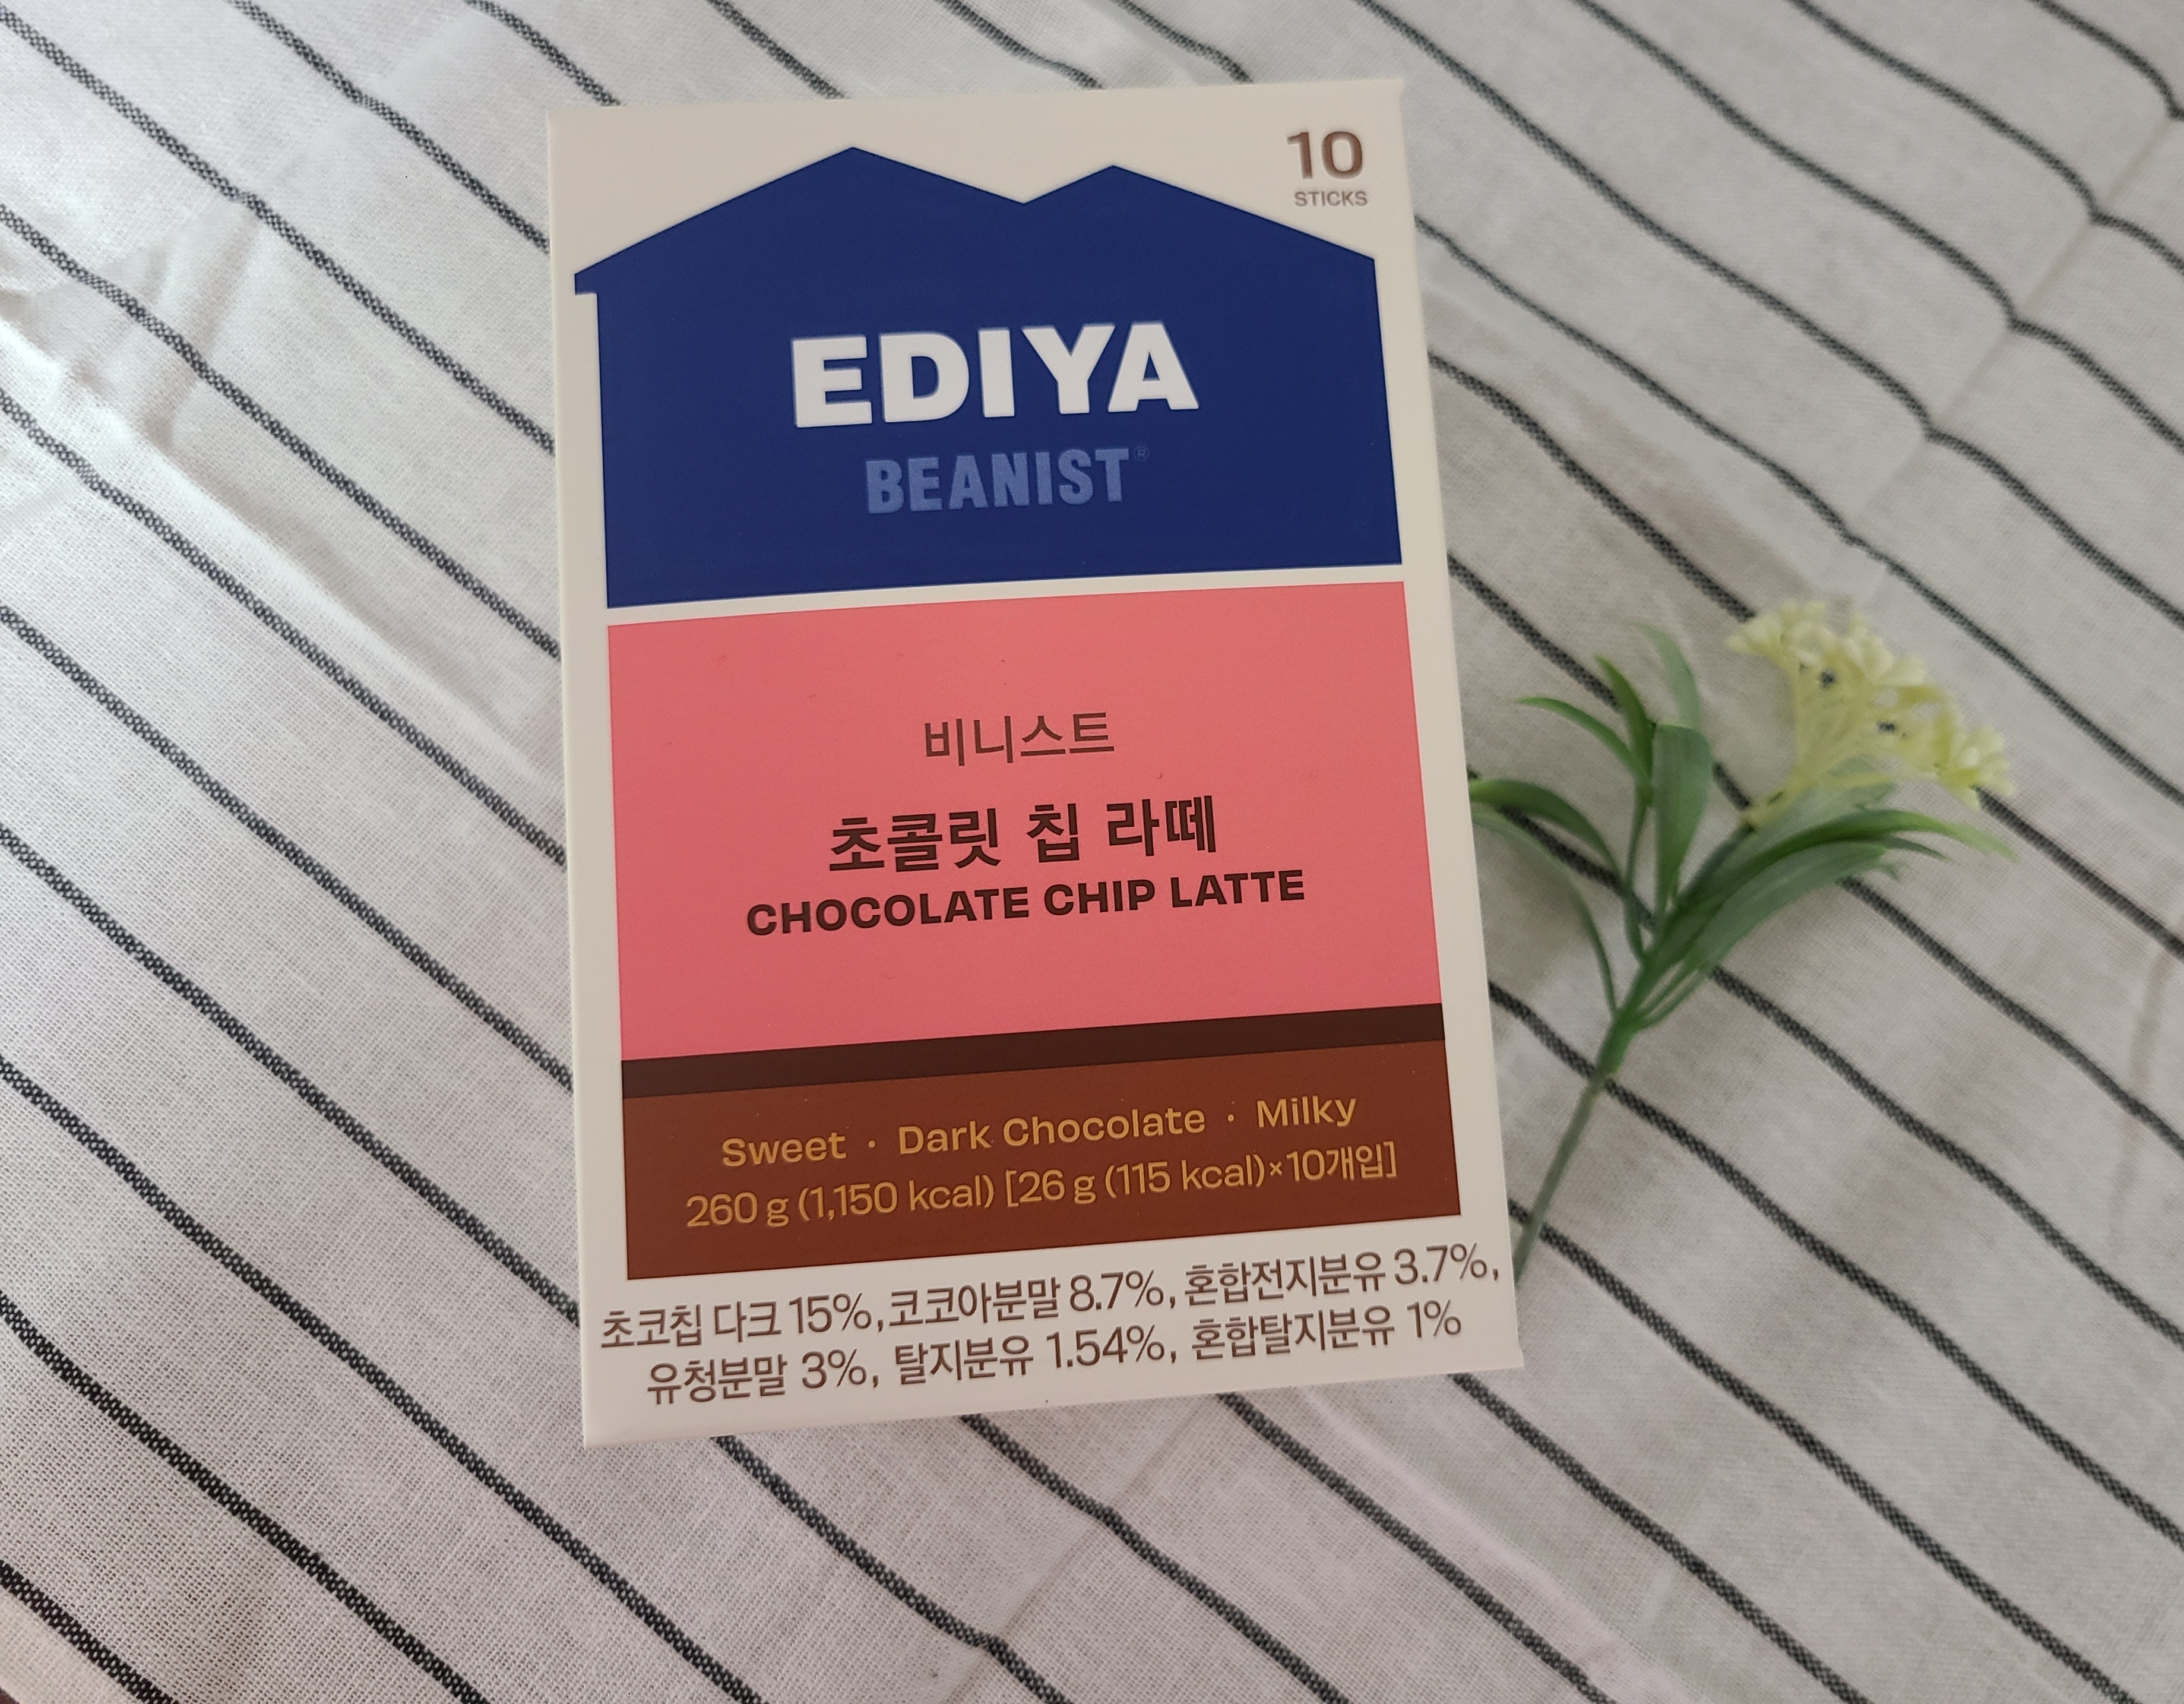 10
STICKS
EDIYA
BEANIST®
비니스트
초콜릿 칩 라떼
CHOCOLATE CHIP LATTE
Sweet · Dark Chocolate · Milky
260 g (1,150 kcal) [26 g (115 kcal)×10개입]
초코칩 다크 15%, 코코아분말 8.7%, 혼합전지분유 3.7%,
유청분말 3%, 탈지분유 1.54%, 혼합탈지분유 1%